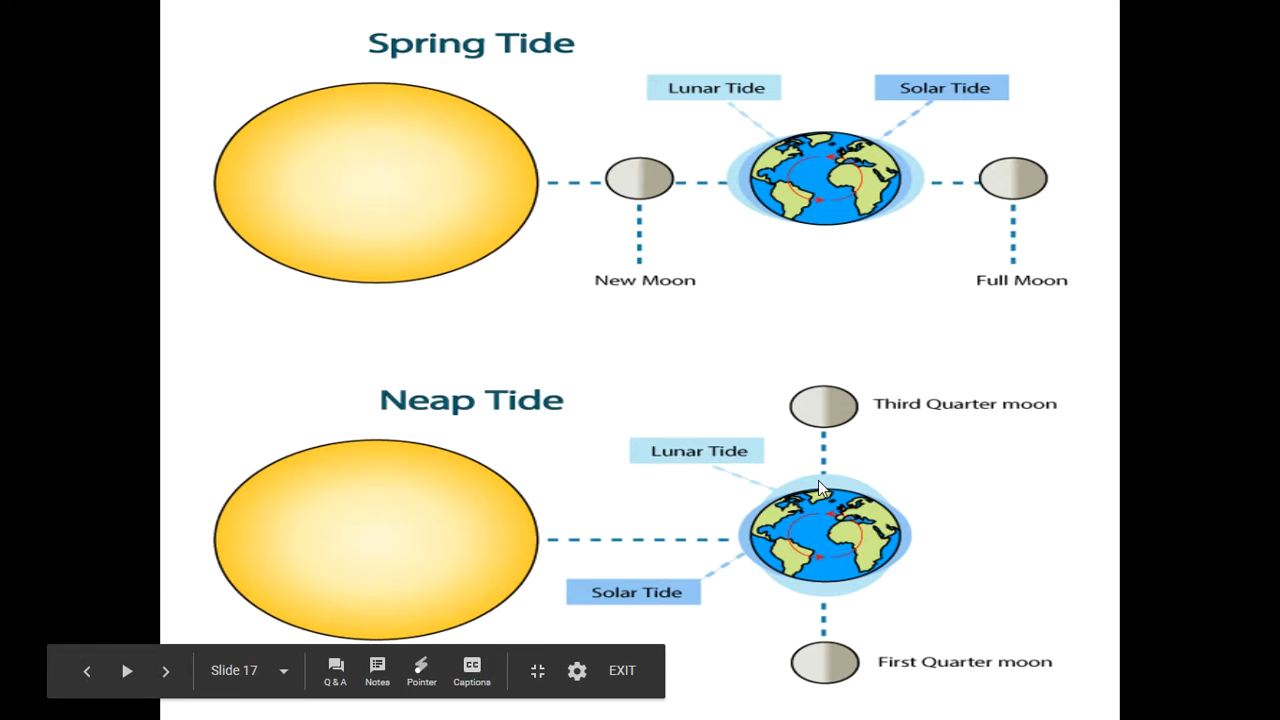 Spring Tide
Lunar Tide
Solar Tide
New Moon
Full Moon
Neap Tide
Third Quarter moon
Lunar Tide
Solar Tide
First Quarter moon
Slide 17
Q & A
Notes
Pointer
Captions
EXIT